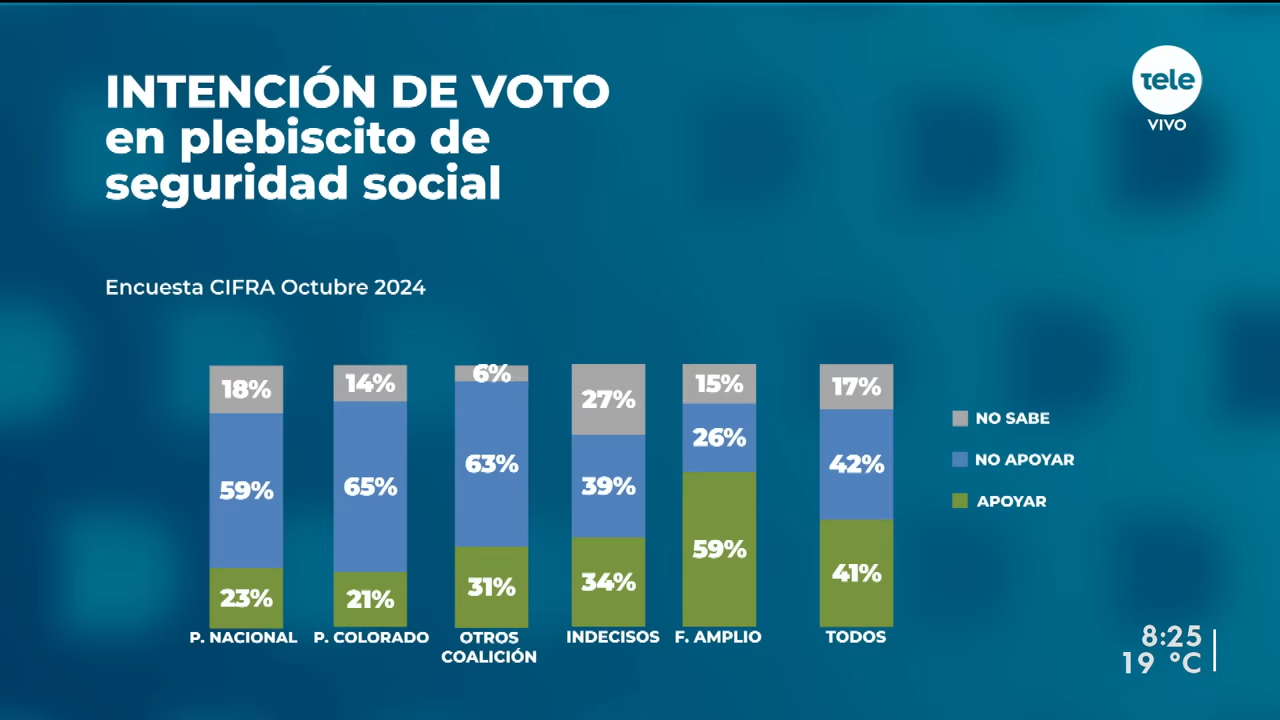 INTENCIÓN DE VOTO
en plebiscito de
seguridad social
tele
VIVO
Encuesta CIFRA Octubre 2024
18% 14% 6% 27% 15% 17%
59% 65% 63% 39% 26% 42%
23% 21% 31% 34% 59% 41%
P. NACIONAL P. COLORADO OTROS INDECISOS F. AMPLIO TODOS
COALICIÓN
NO SABE
NO APOYAR
APOYAR
8:25
19 °C